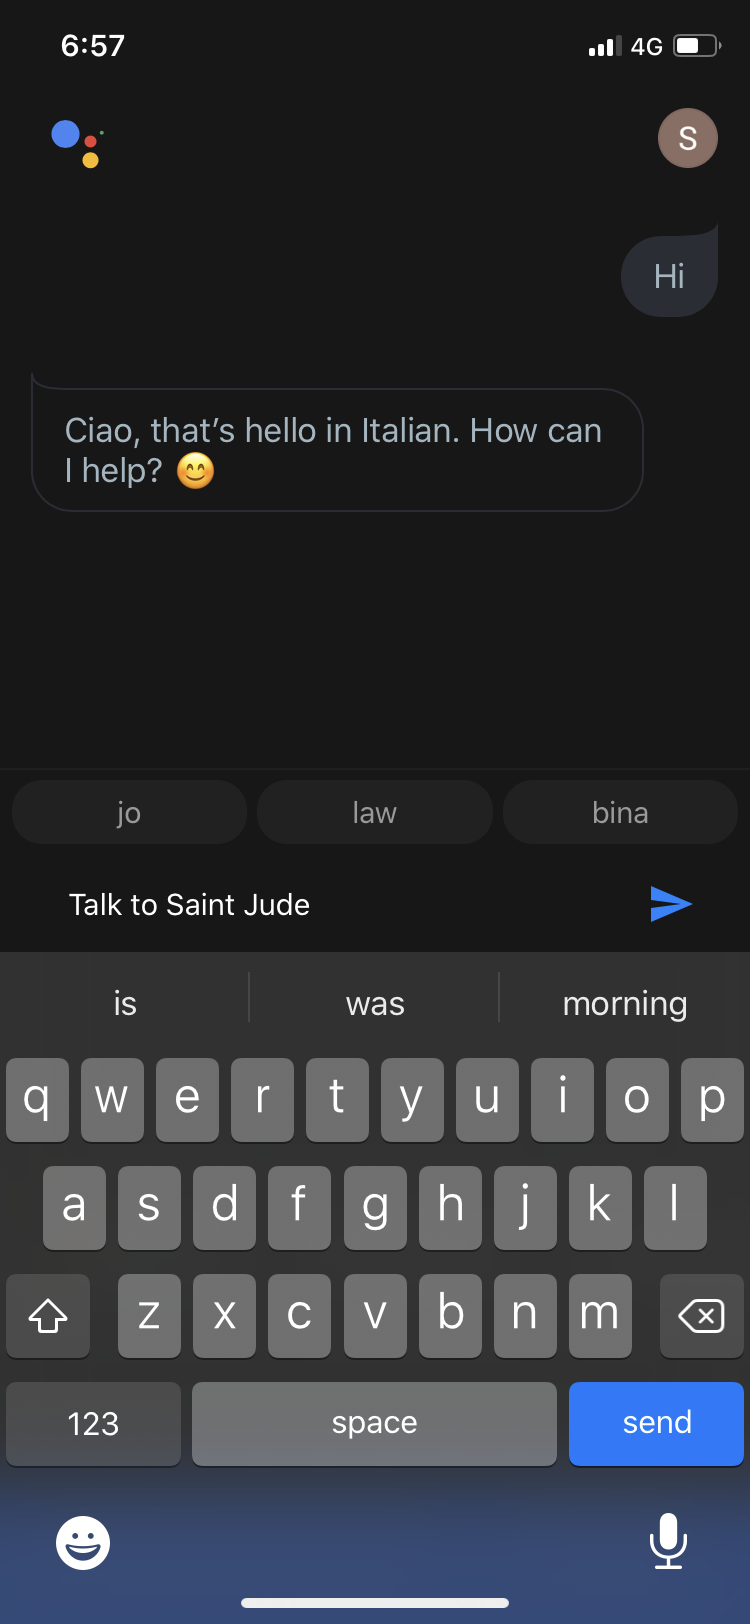 6:57 4G
S
Hi
Ciao, that's hello in Italian. How can
I help? 😊
jo law bina
Talk to Saint Jude
is was morning
q w e r t y u i o p
a s d f g h j k l
z x c v b n m
123 space send